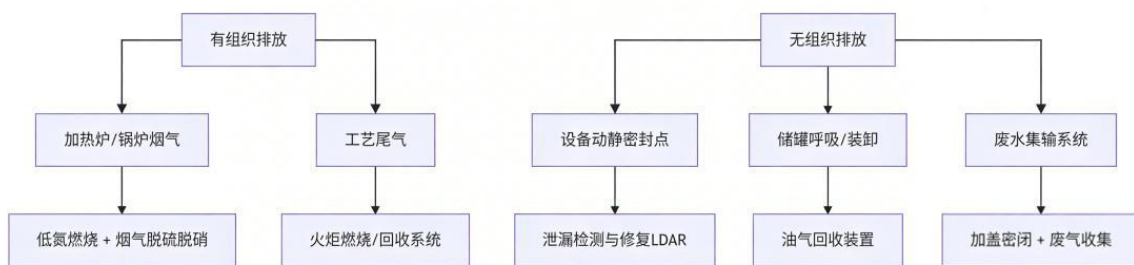 有组织排放
无组织排放
加热炉/锅炉烟气
工艺尾气
设备动静密封点
储罐呼吸/装卸
废水集输系统
低氮燃烧 + 烟气脱硫脱硝
火炬燃烧/回收系统
泄漏检测与修复LDAR
油气回收装置
加盖密闭 + 废气收集